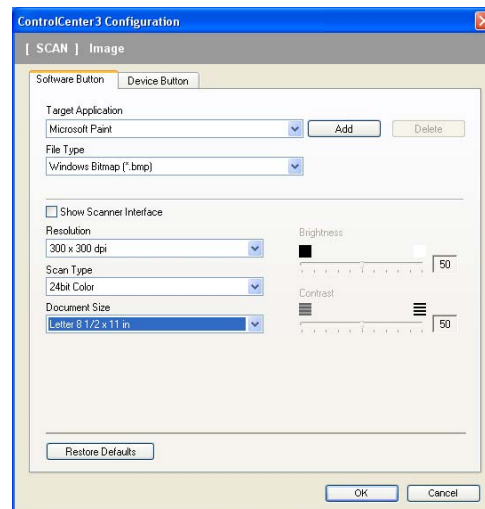 ControlCenter3 Configuration
[ SCAN ] Image
Software Button Device Button
Target Application
Microsoft Paint Add Delete
File Type
Windows Bitmap (*.bmp)
Show Scanner Interface
Resolution Brightness
300 x 300 dpi
50
Scan Type
24bit Color
Contrast
Document Size
Letter 8 1/2 x 11 in 50
Restore Defaults
OK Cancel